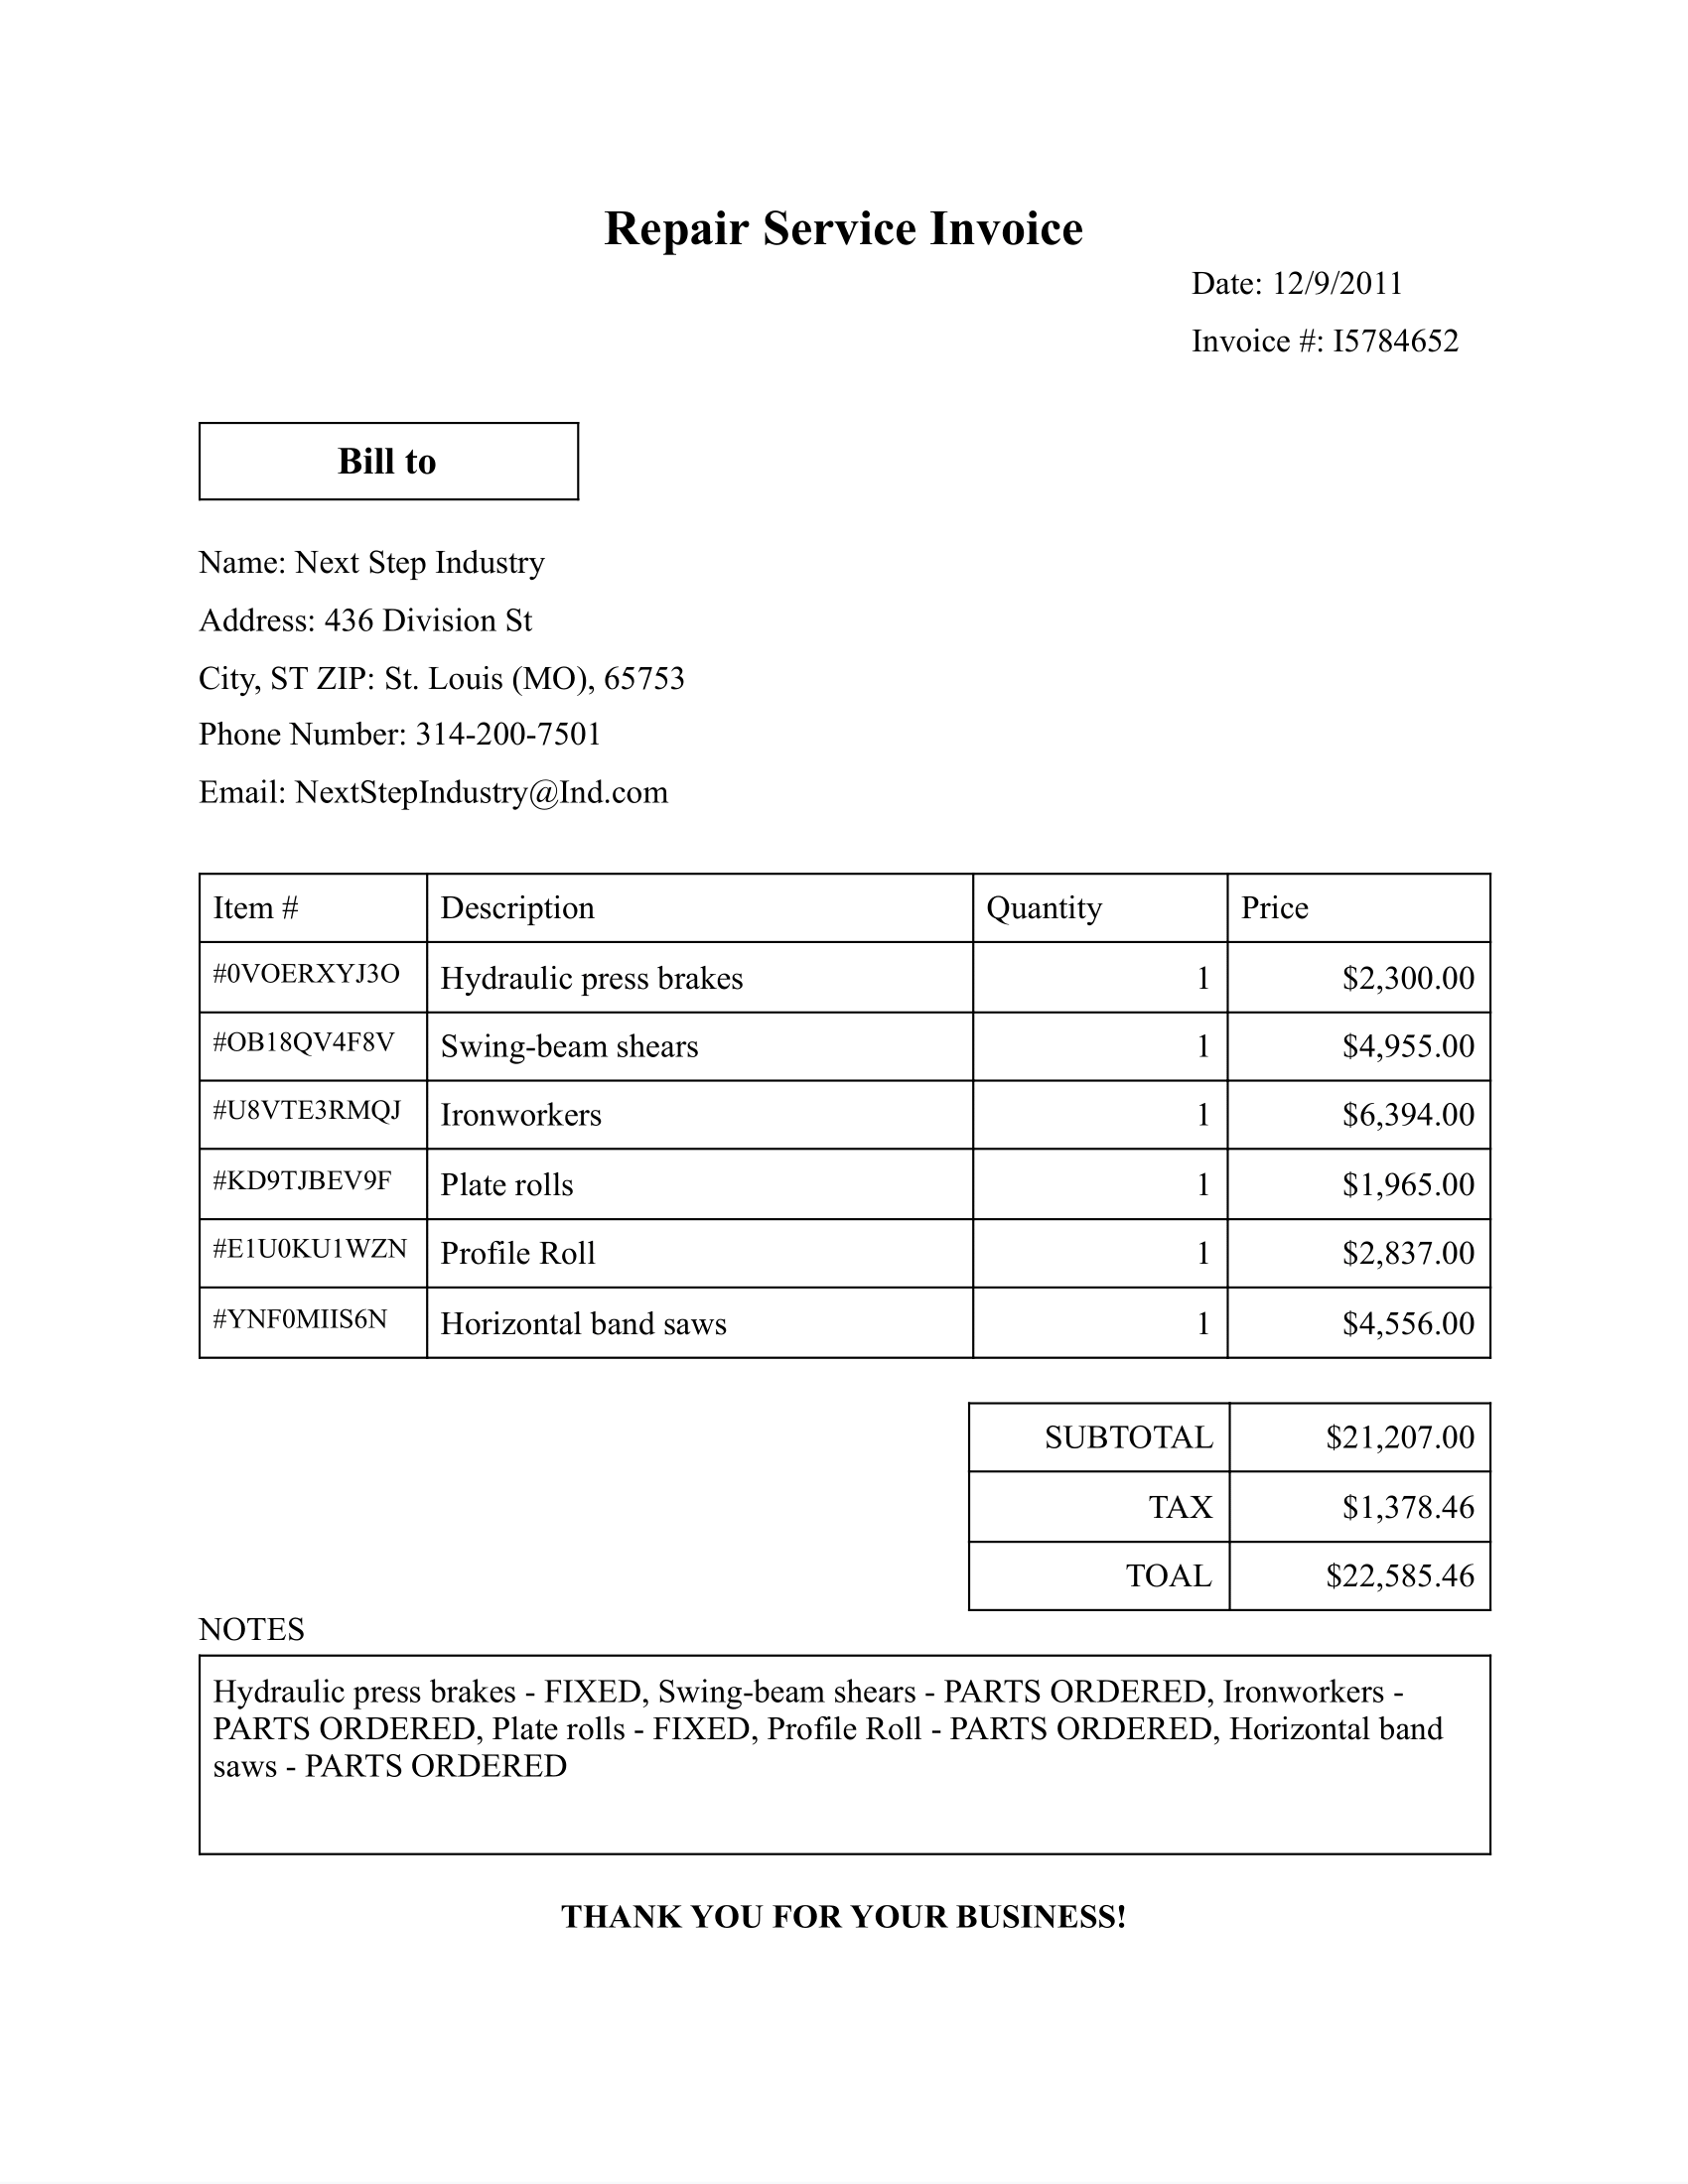 Repair Service Invoice
Date: 12/9/2011
Invoice #: I5784652
Bill to
Name: Next Step Industry
Address: 436 Division St
City, ST ZIP: St. Louis (MO), 65753
Phone Number: 314-200-7501
Email: NextStepIndustry@Ind.com
Item # Description Quantity Price
#0VOERXYJ3O Hydraulic press brakes 1 $2,300.00
#OB18QV4F8V Swing-beam shears 1 $4,955.00
#U8VTE3RMQJ Ironworkers 1 $6,394.00
#KD9TJBEV9F Plate rolls 1 $1,965.00
#E1U0KU1WZN Profile Roll 1 $2,837.00
#YNF0MIIS6N Horizontal band saws 1 $4,556.00
SUBTOTAL $21,207.00
TAX $1,378.46
TOAL $22,585.46
NOTES
Hydraulic press brakes - FIXED, Swing-beam shears - PARTS ORDERED, Ironworkers -
PARTS ORDERED, Plate rolls - FIXED, Profile Roll - PARTS ORDERED, Horizontal band
saws - PARTS ORDERED
THANK YOU FOR YOUR BUSINESS!